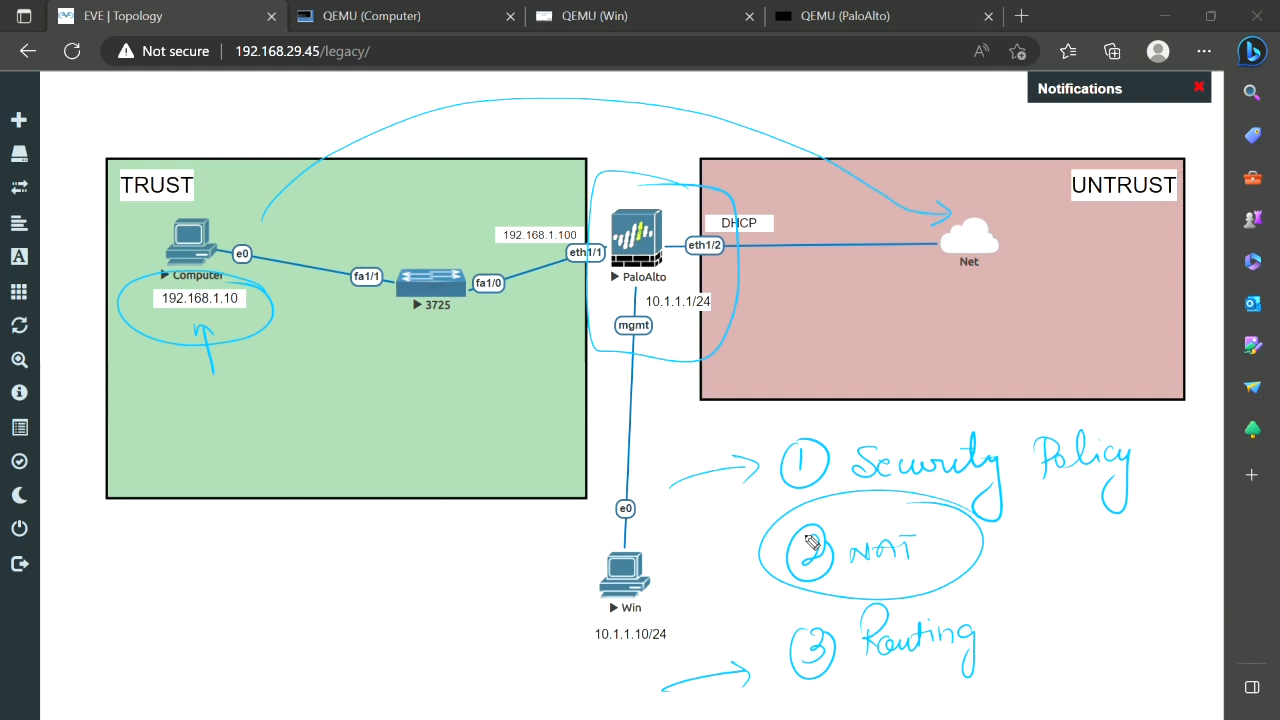 EVE | Topology
QEMU (Computer)
QEMU (Win)
QEMU (PaloAlto)
Not secure
192.168.29.45/legacy/
Notifications
TRUST
UNTRUST
DHCP
192.168.1.100
e0
eth1/1
eth1/2
Net
Computer
fa1/1
fa1/0
3725
PaloAlto
192.168.1.10
10.1.1.1/24
mgmt
1 Security Policy
e0
2 NAT
Win
10.1.1.10/24
3 Routing